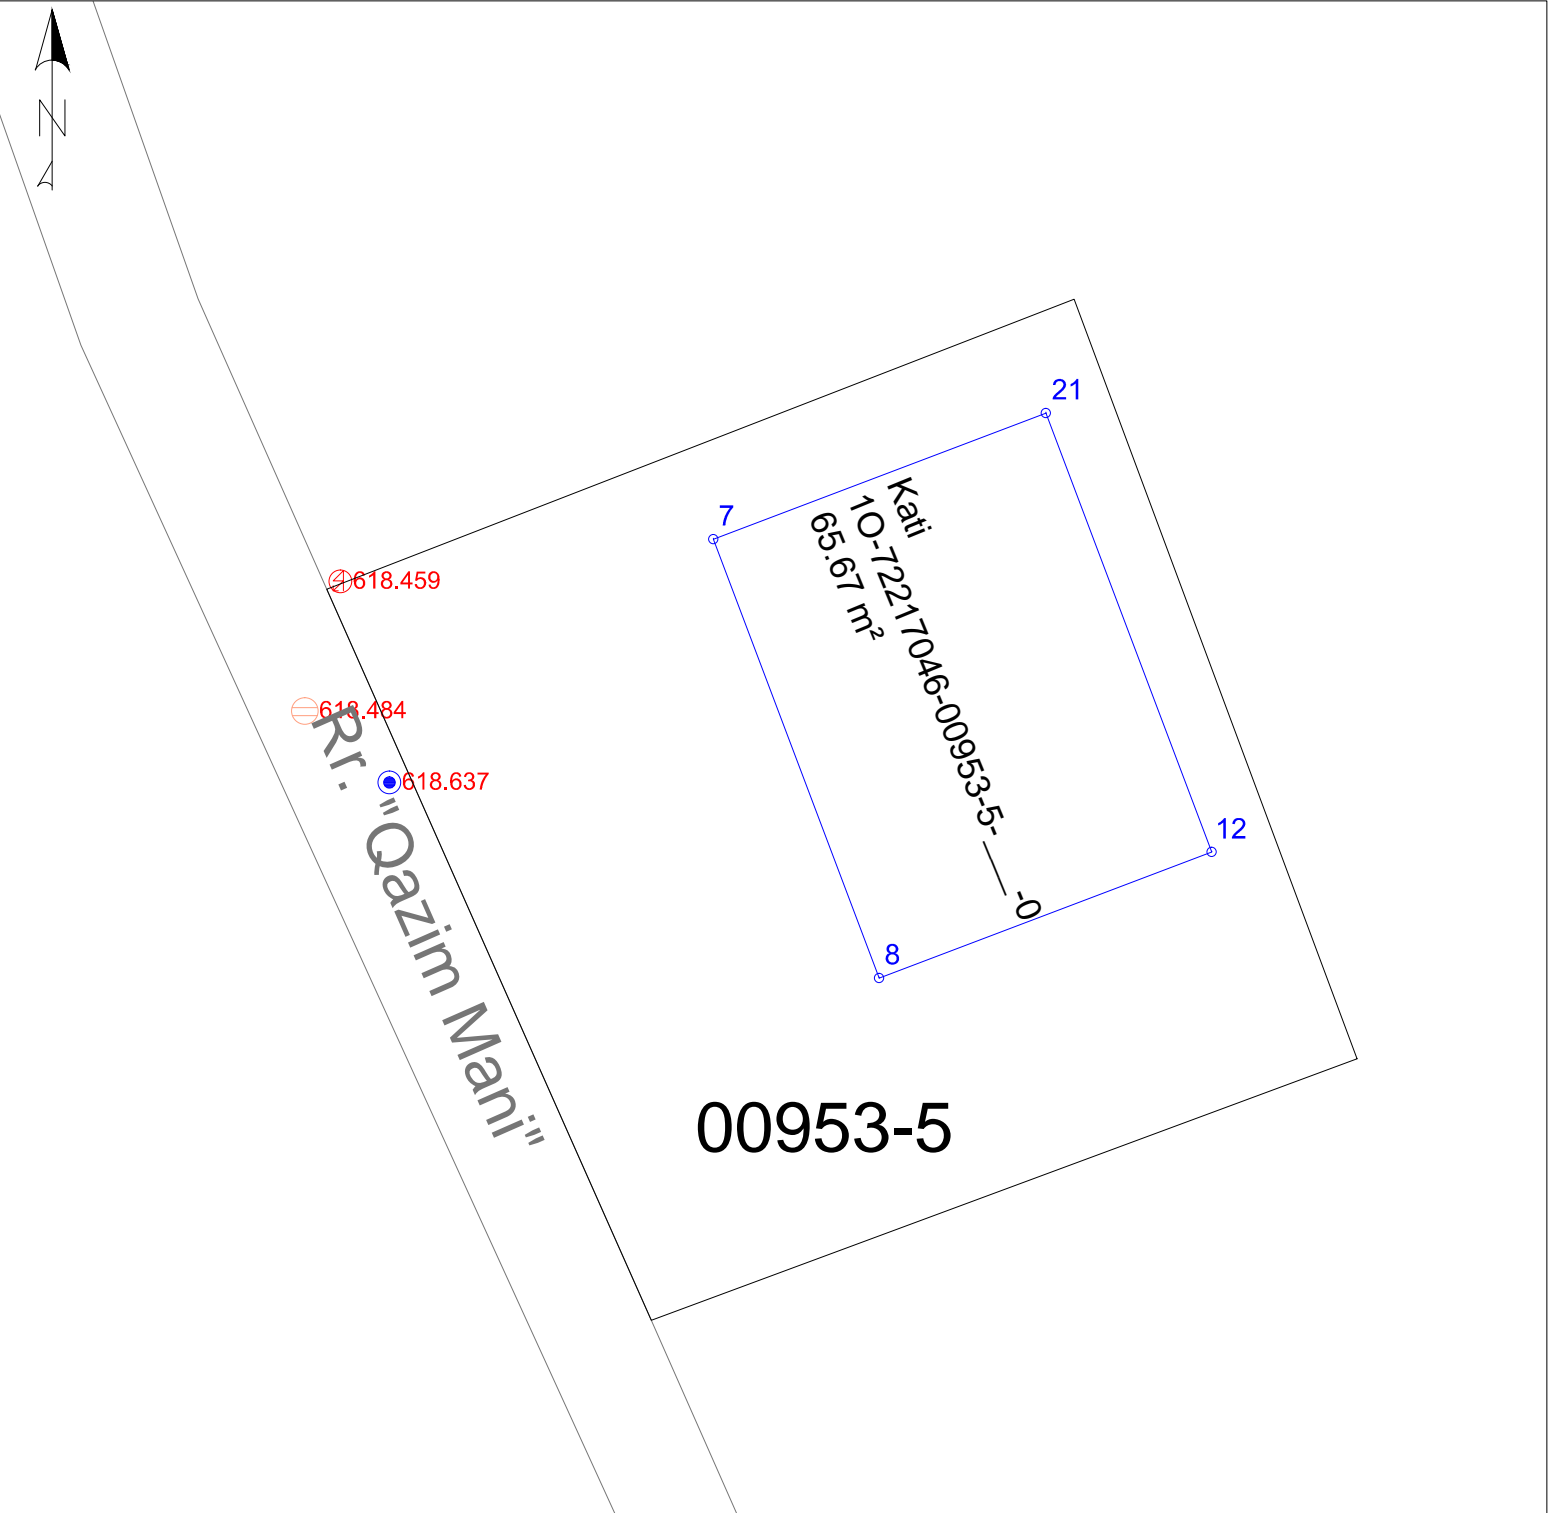 N
21
7
Kati
1O-72217046-00953-5- ____ -0
65.67 m²
618.459
618.484
618.637
Rr. "Qazim Mani"
12
8
00953-5